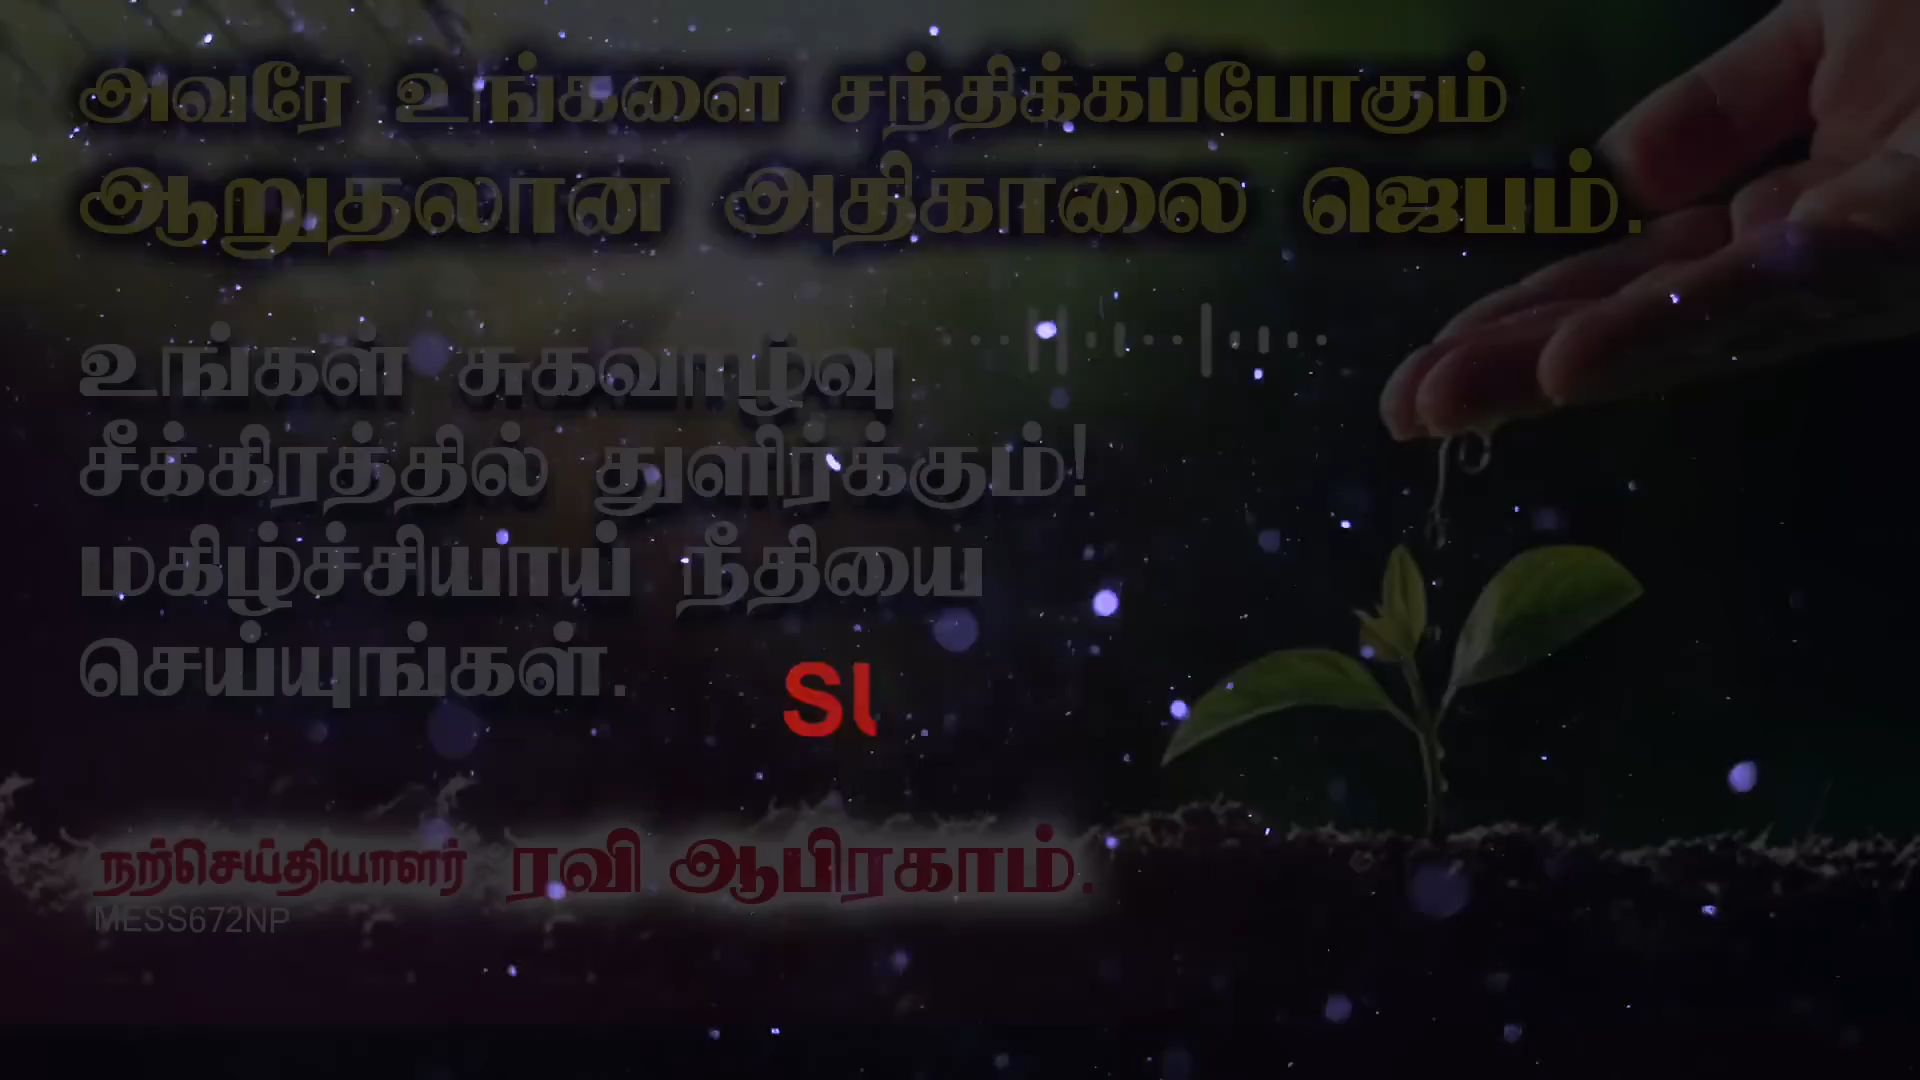 அவரே உங்களை சந்திக்கப்போகும்
ஆறுதலான அதிகாலை ஜெபம்.
உங்கள் சுகவாழ்வு
சீக்கிரத்தில் துளிர்க்கும்!
மகிழ்ச்சியாய் நீதியை
செய்யுங்கள்.
நற்செய்தியாளர் ரவி ஆபிரகாம்.
MESS672NP